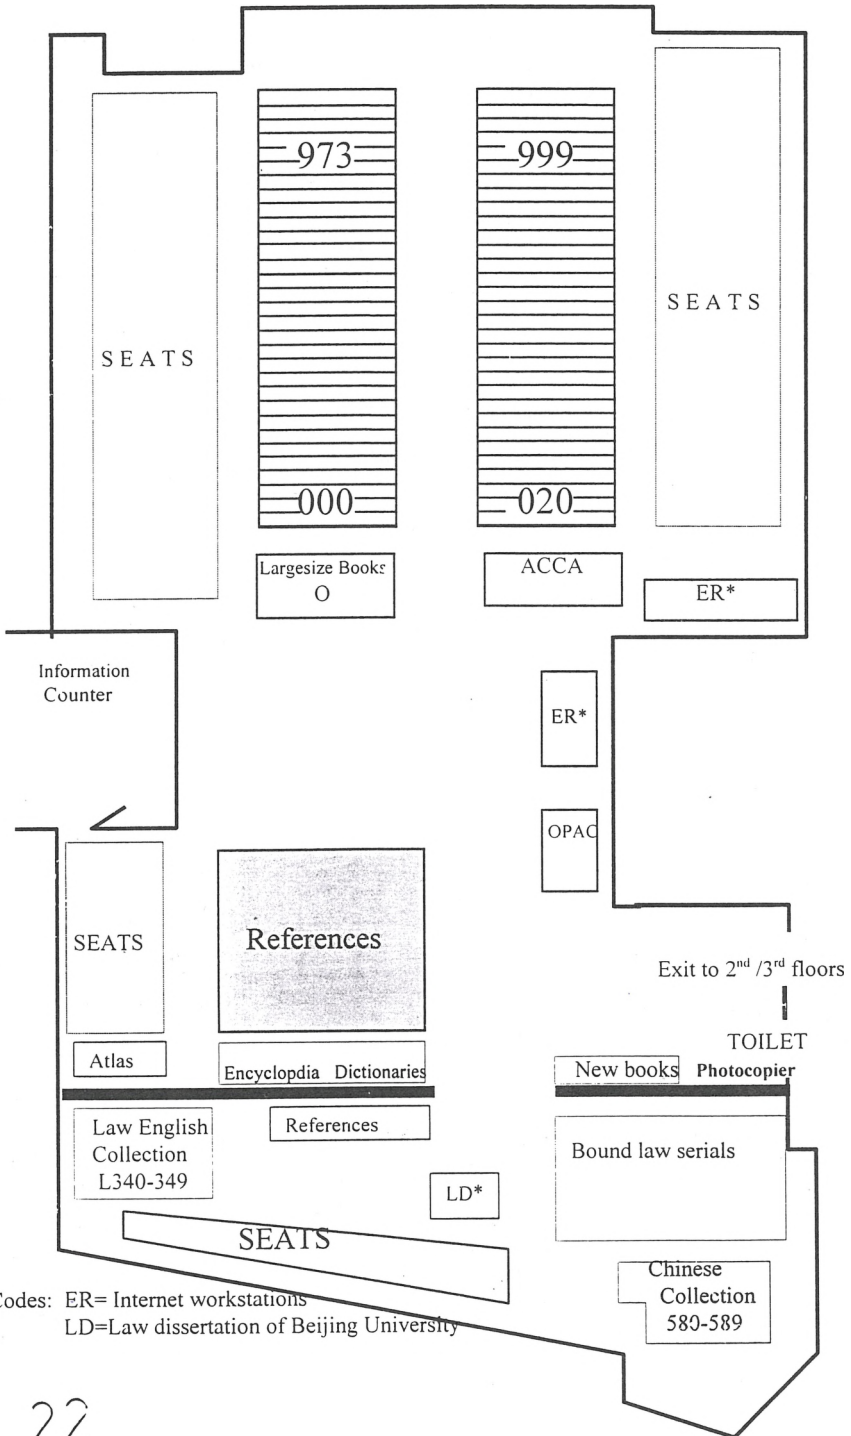 973
999
SEATS
SEATS
000
020
Largesize Books
O
ACCA
ER*
Information
Counter
ER*
OPAC
SEATS
References
Exit to 2nd /3rd floors
TOILET
Atlas
Encyclopdia Dictionaries
New books Photocopier
Law English
Collection
L340-349
References
Bound law serials
LD*
SEATS
Chinese
Collection
580-589
Codes: ER= Internet workstations
LD=Law dissertation of Beijing University
22